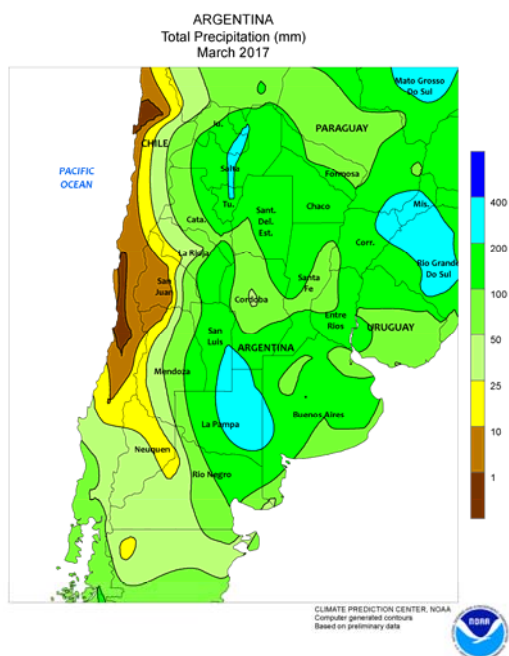 ARGENTINA
Total Precipitation (mm)
March 2017
Mato Grosso
Do Sul
Ju.
PARAGUAY
CHILE
PACIFIC
OCEAN
Salta
Formosa
Tu.
Sant.
Del.
Est.
Chaco
Mis.
Cata.
Corr.
La Rioja
Rio Grande
Do Sul
San
Juan
Santa
Fe
Cordoba
Entre
Rios
URUGUAY
San
Luis
ARGENTINA
Mendoza
La Pampa
Buenos Aires
Neuquen
Rio Negro
400
200
100
50
25
10
1
CLIMATE PREDICTION CENTER, NOAA
Computer generated contours
Based on preliminary data
NOAA